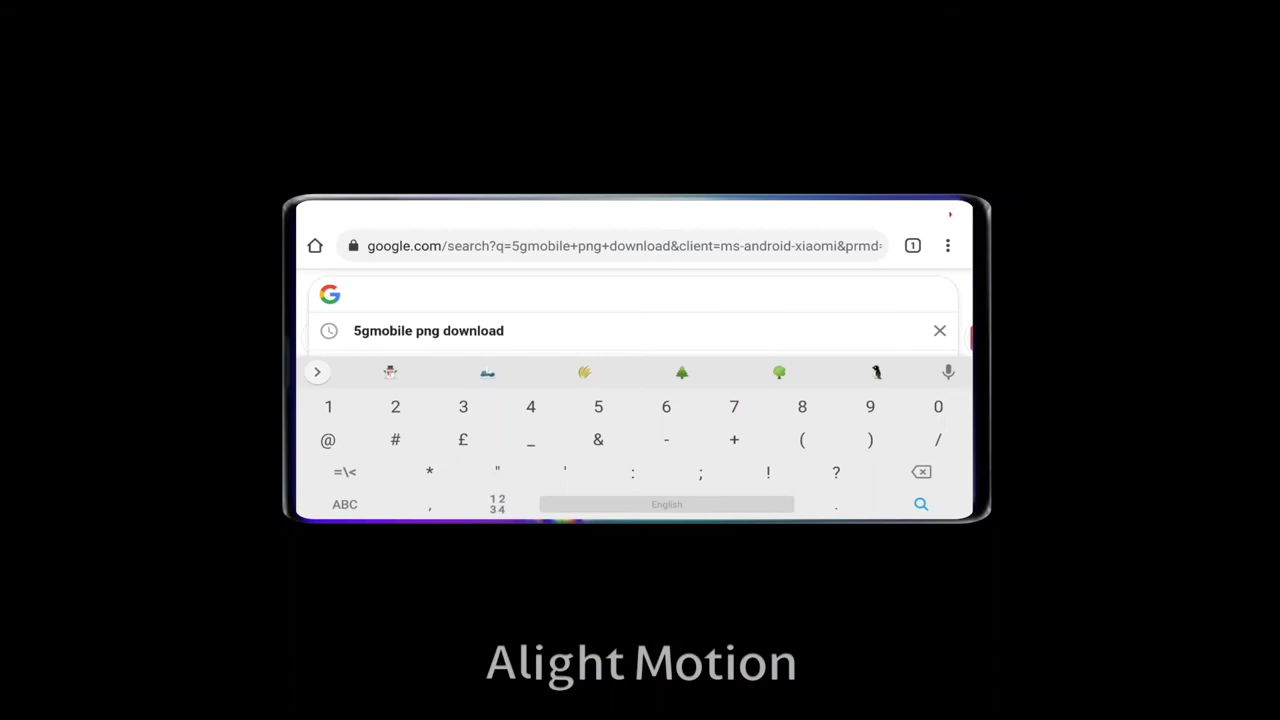 google.com/search?q=5gmobile+png+download&client=ms-android-xiaomi&prmd=
1
5gmobile png download
1 2 3 4 5 6 7 8 9 0
@ # £ _ & - + ( ) /
=\< * " ' : ; ! ?
ABC , 12 34 English .
Alight Motion